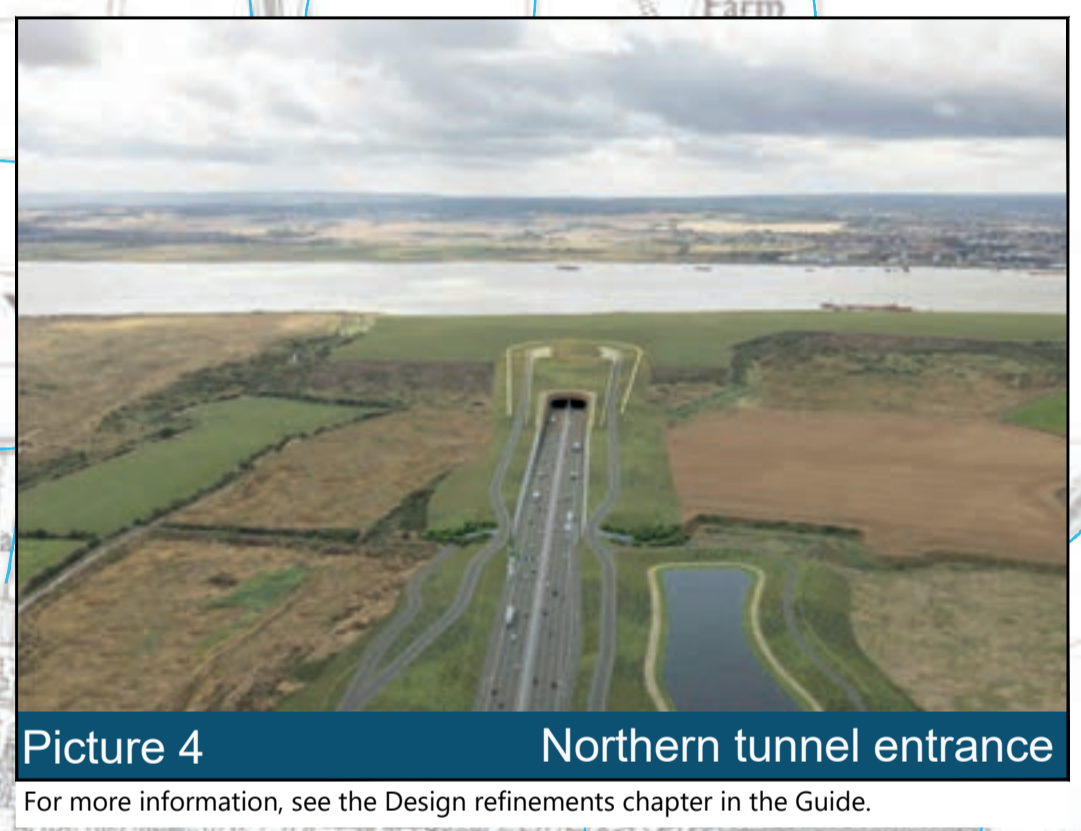 Farm
Picture 4 Northern tunnel entrance
For more information, see the Design refinements chapter in the Guide.